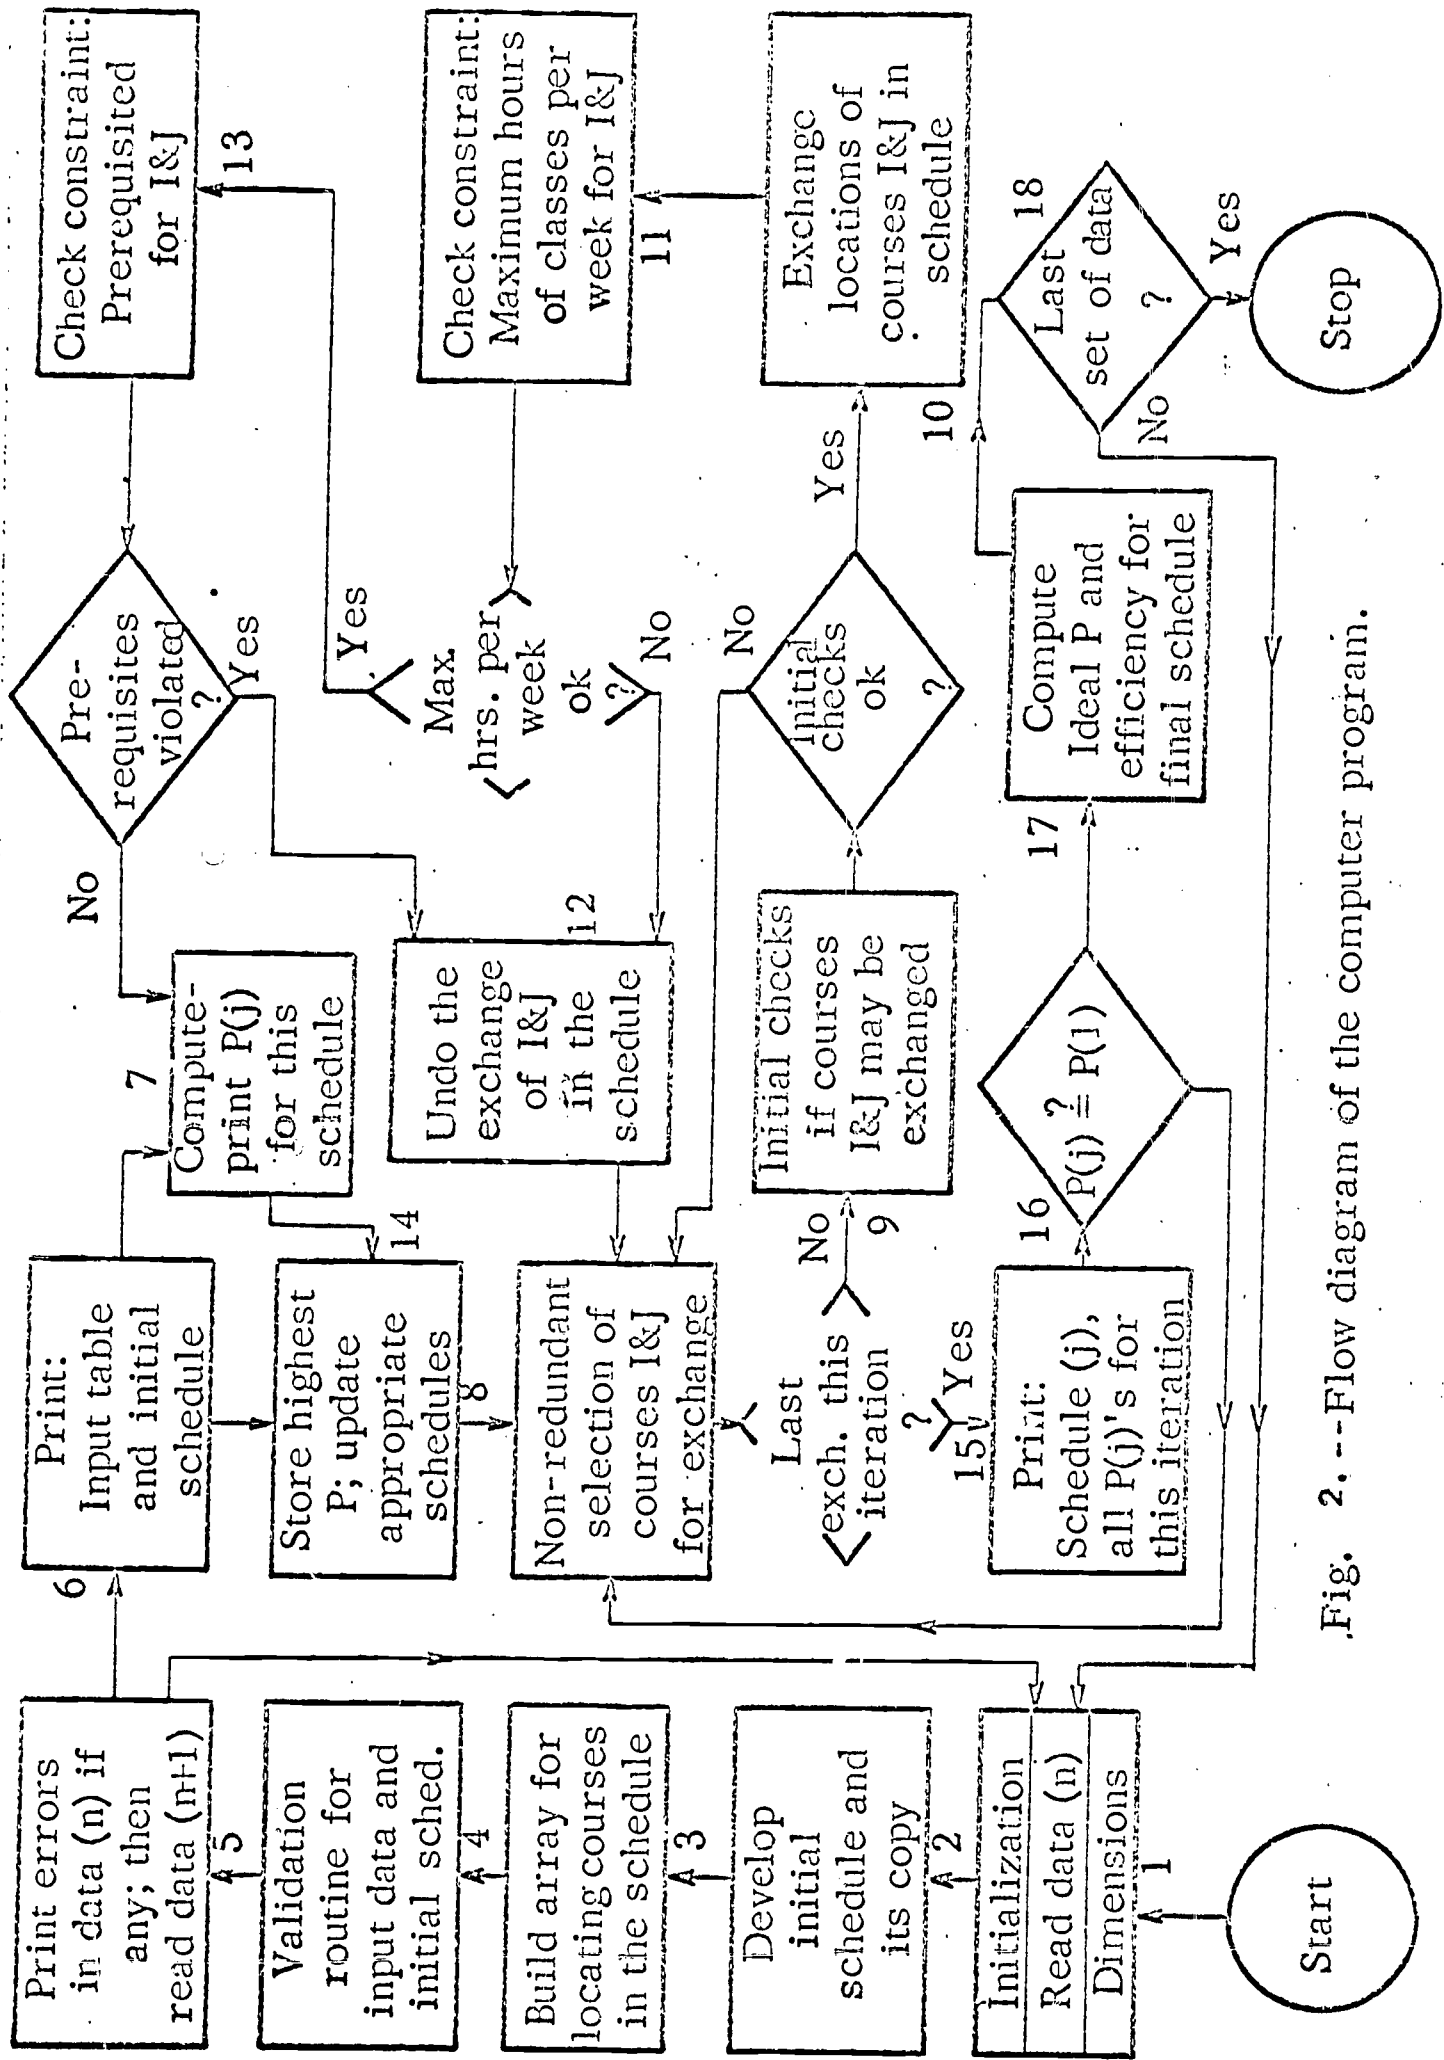 Print errors
in data (n) if
any; then
read data (n+1)
5
Validation
routine for
input data and
initial sched.
4
Build array for
locating courses
in the schedule
3
Develop
initial
schedule and
its copy
2
Initialization
Read data (n)
Dimensions
1
Start
6
Print:
Input table
and initial
schedule
7
Compute-
print P(j)
for this
schedule
14
Store highest
P; update
appropriate
schedules
8
Non-redundant
selection of
courses I&J
for exchange
Last
exch. this
iteration
?
No
Yes
9
Initial checks
if courses
I&J may be
exchanged
Initial
checks
ok
?
No
Yes
10
Exchange
locations of
courses I&J in
schedule
11
Check constraint:
Maximum hours
of classes per
week for I&J
Max.
hrs. per
week
ok
?
Yes
No
12
Undo the
exchange
of I&J
in the
schedule
13
Check constraint:
Prerequisited
for I&J
Pre-
requisites
violated
?
No
Yes
15
Print:
Schedule (j),
all P(j)'s for
this iteration
16
P(j) ≟ P(1)
17
Compute
Ideal P and
efficiency for
final schedule
18
Last
set of data
?
No
Yes
Stop
Fig. 2.--Flow diagram of the computer program.